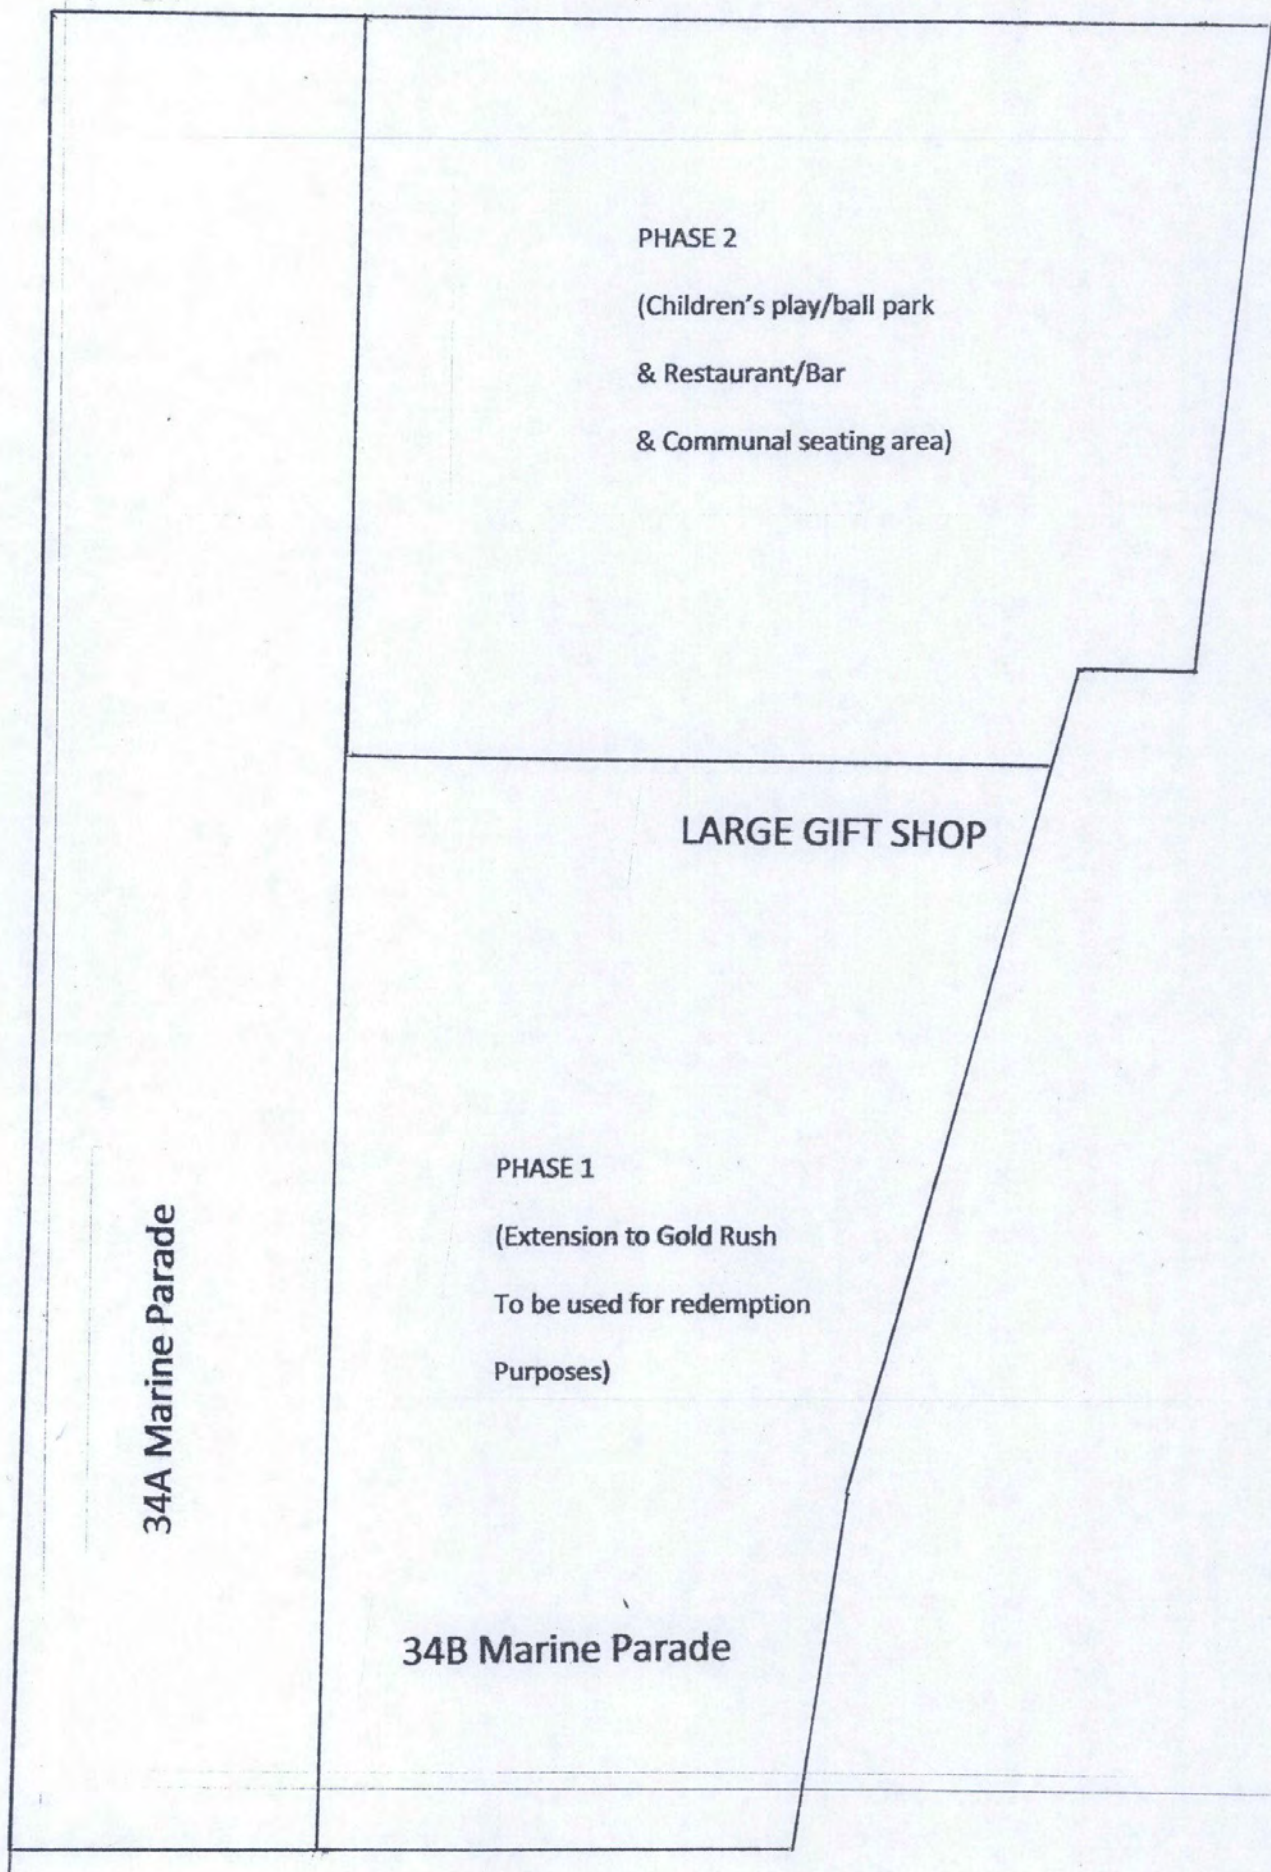 PHASE 2
(Children's play/ball park
& Restaurant/Bar
& Communal seating area)
LARGE GIFT SHOP
PHASE 1
(Extension to Gold Rush
To be used for redemption
Purposes)
34A Marine Parade
34B Marine Parade